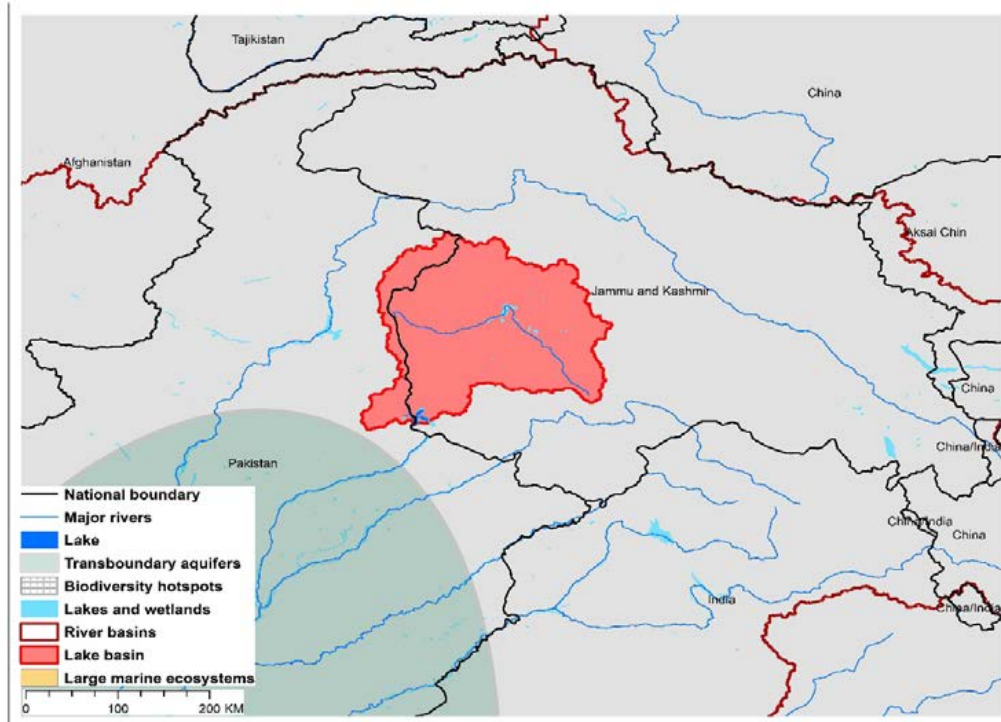 Tajikistan
China
Afghanistan
Aksai Chin
Jammu and Kashmir
China
China/India
Pakistan
China/India
China
India
China/India
National boundary
Major rivers
Lake
Transboundary aquifers
Biodiversity hotspots
Lakes and wetlands
River basins
Lake basin
Large marine ecosystems
0 100 200 KM